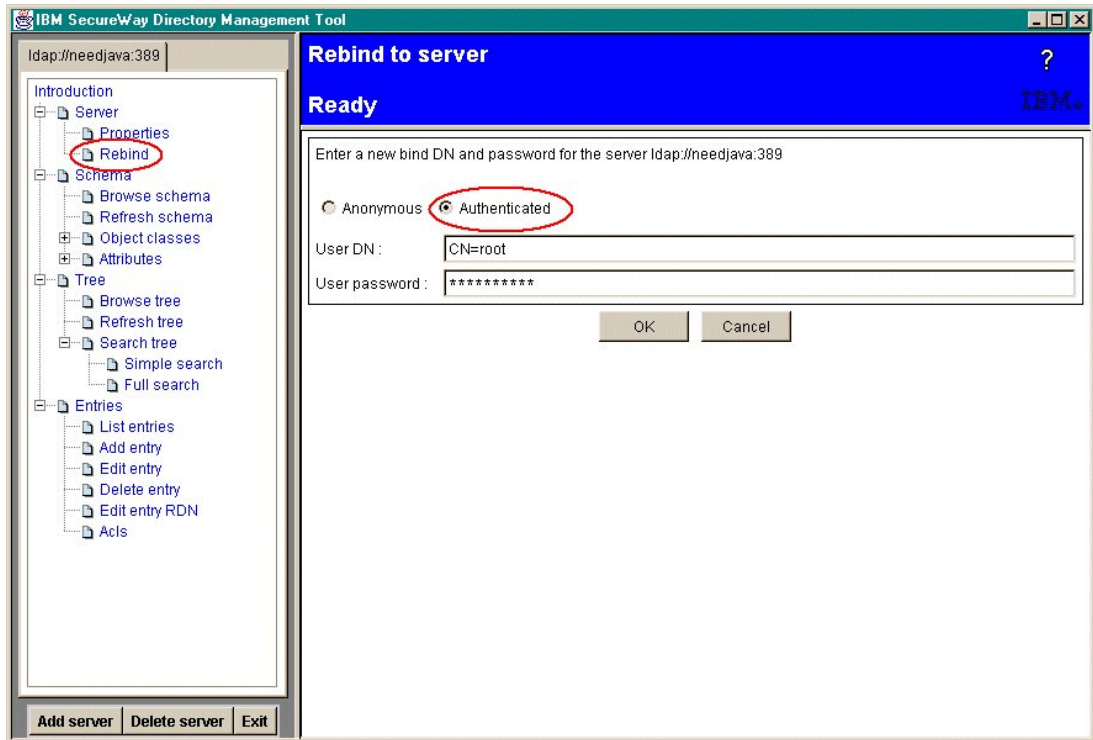 IBM SecureWay Directory Management Tool
ldap://needjava:389
Introduction
Server
Properties
Rebind
Schema
Browse schema
Refresh schema
Object classes
Attributes
Tree
Browse tree
Refresh tree
Search tree
Simple search
Full search
Entries
List entries
Add entry
Edit entry
Delete entry
Edit entry RDN
Acls
Add server Delete server Exit
Rebind to server
?
Ready
IBM®
Enter a new bind DN and password for the server ldap://needjava:389
Anonymous Authenticated
User DN : CN=root
User password : **********
OK Cancel